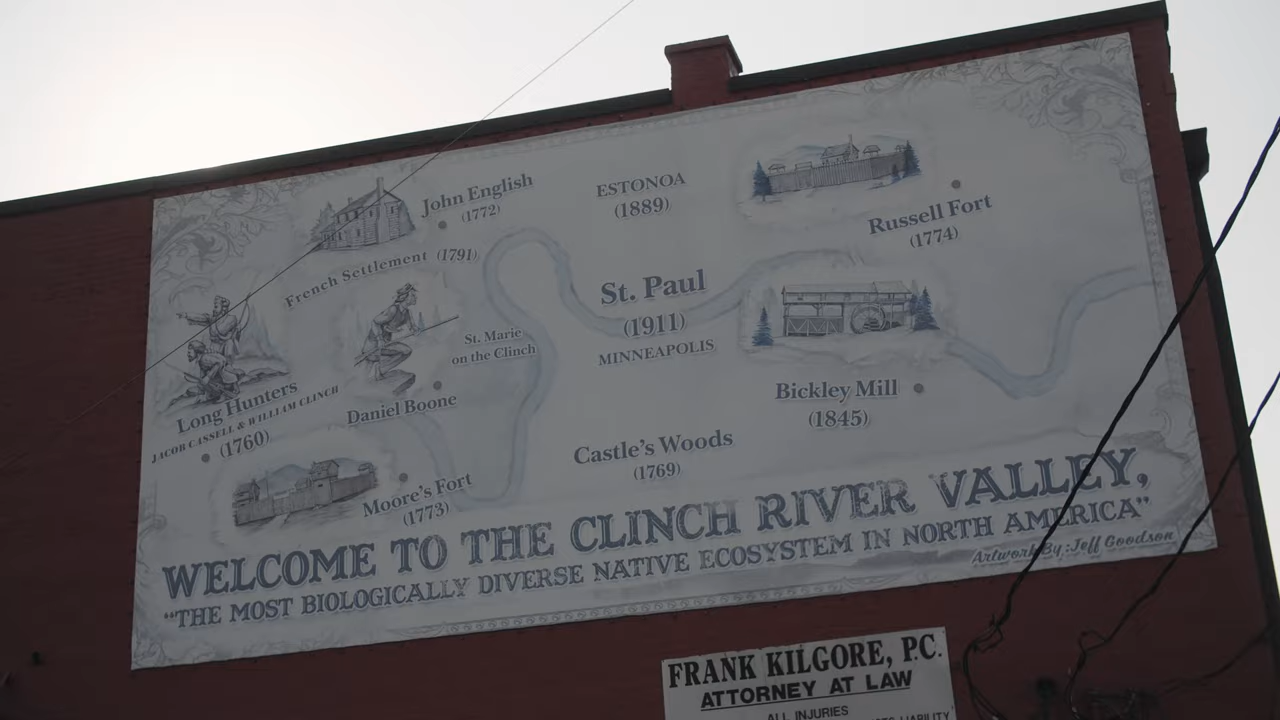 John English
(1772)
ESTONOA
(1889)
Russell Fort
(1774)
French Settlement (1791)
St. Paul
(1911)
MINNEAPOLIS
St. Marie
on the Clinch
Long Hunters
JACOB CASSELL & WILLIAM CLINCH
(1760)
Daniel Boone
Bickley Mill
(1845)
Castle's Woods
(1769)
Moore's Fort
(1773)
WELCOME TO THE CLINCH RIVER VALLEY,
“THE MOST BIOLOGICALLY DIVERSE NATIVE ECOSYSTEM IN NORTH AMERICA”
Artwork By: Jeff Goodson
FRANK KILGORE, P.C.
ATTORNEY AT LAW
ALL INJURIES
LIABILITY